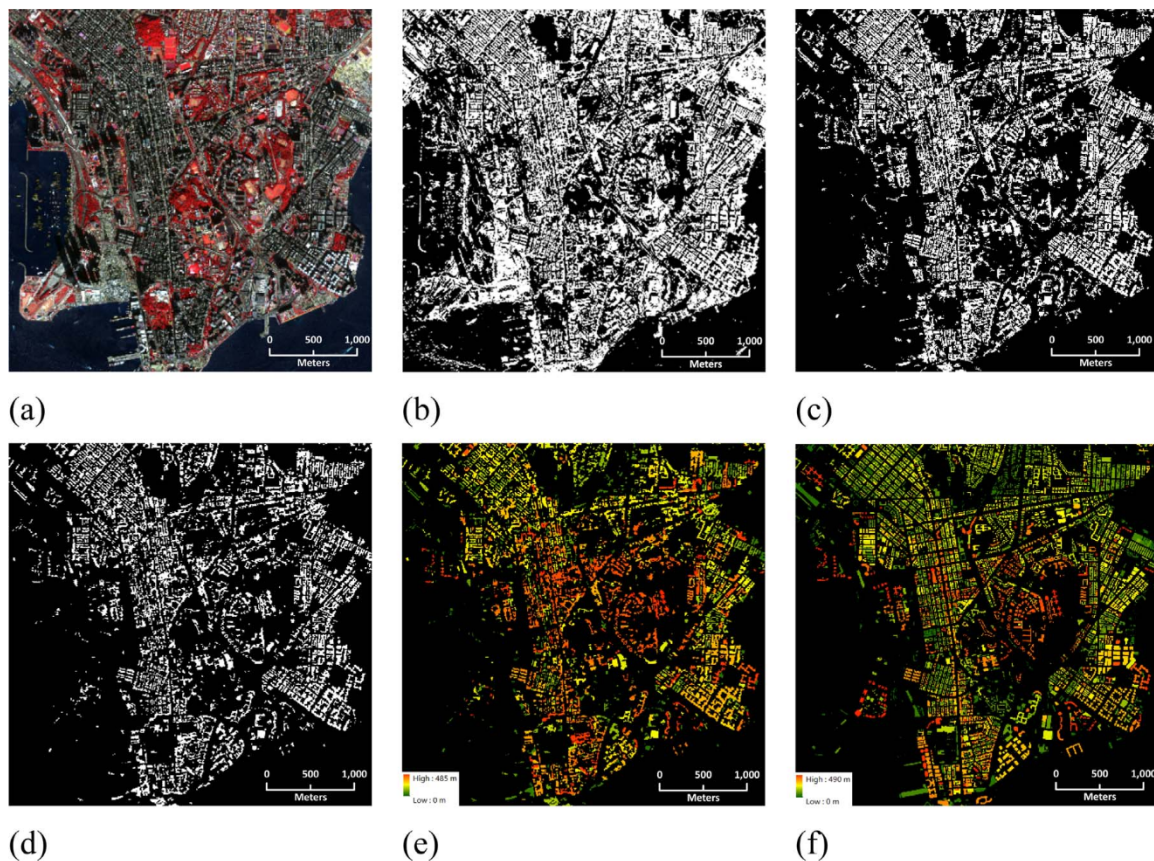 0 500 1,000
Meters
0 500 1,000
Meters
0 500 1,000
Meters
(a)
(b)
(c)
0 500 1,000
Meters
High : 485 m
Low : 0 m
0 500 1,000
Meters
High : 490 m
Low : 0 m
0 500 1,000
Meters
(d)
(e)
(f)